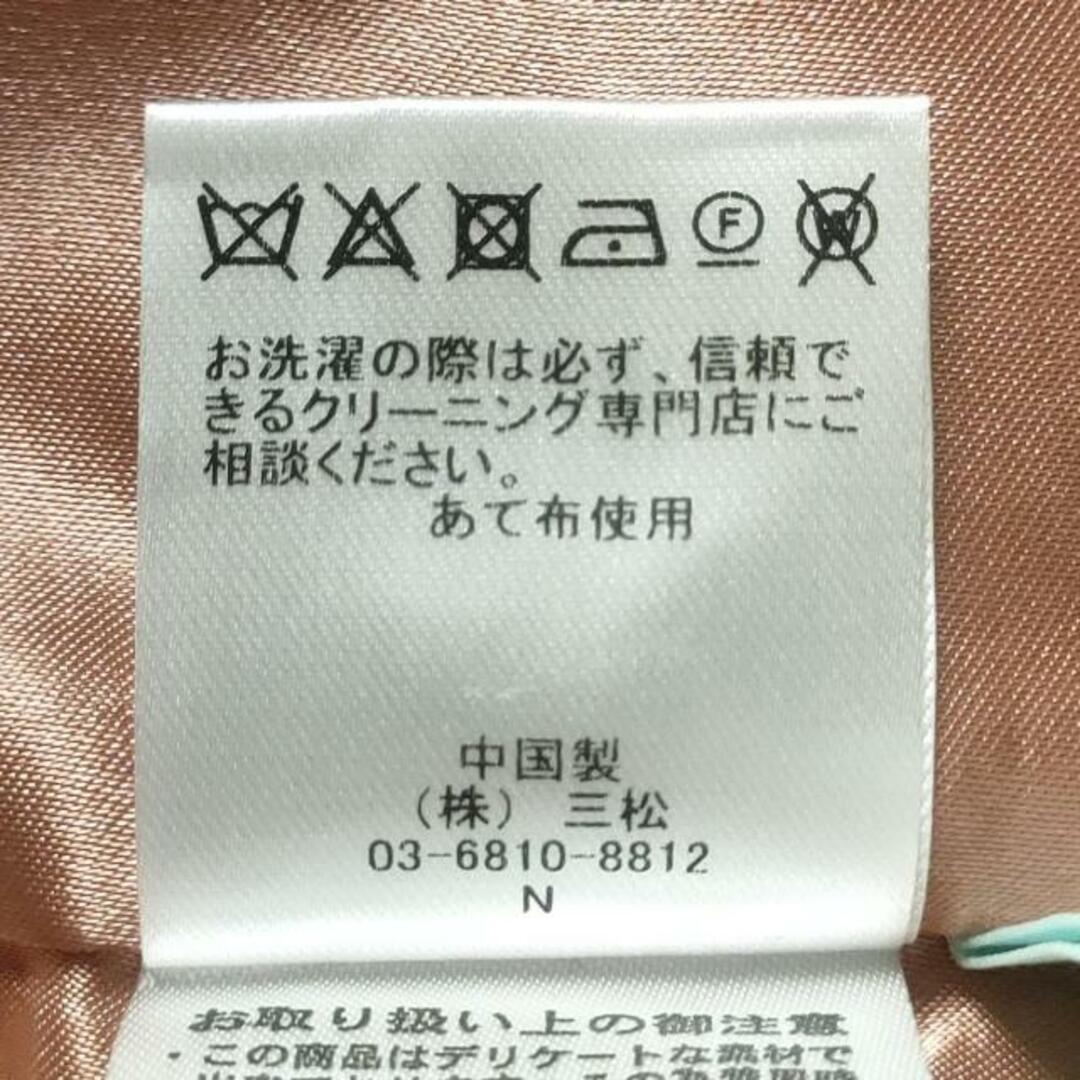 F W
お洗濯の際は必ず、信頼で
きるクリーニング専門店にご
相談ください。
あて布使用
中国製
(株) 三松
03-6810-8812
N
お取り扱い上の御注意
・この商品はデリケートな素材で